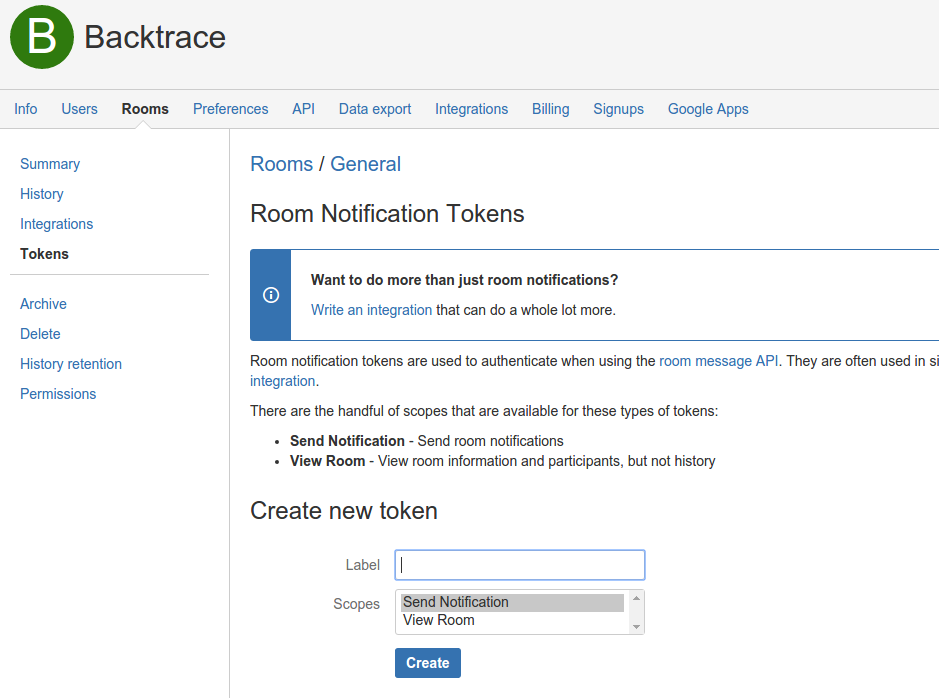 B Backtrace
Info Users Rooms Preferences API Data export Integrations Billing Signups Google Apps
Summary
History
Integrations
Tokens
Archive
Delete
History retention
Permissions
Rooms / General
Room Notification Tokens
Want to do more than just room notifications?
Write an integration that can do a whole lot more.
Room notification tokens are used to authenticate when using the room message API. They are often used in si
integration.
There are the handful of scopes that are available for these types of tokens:
• Send Notification - Send room notifications
• View Room - View room information and participants, but not history
Create new token
Label
Scopes
Send Notification
View Room
Create